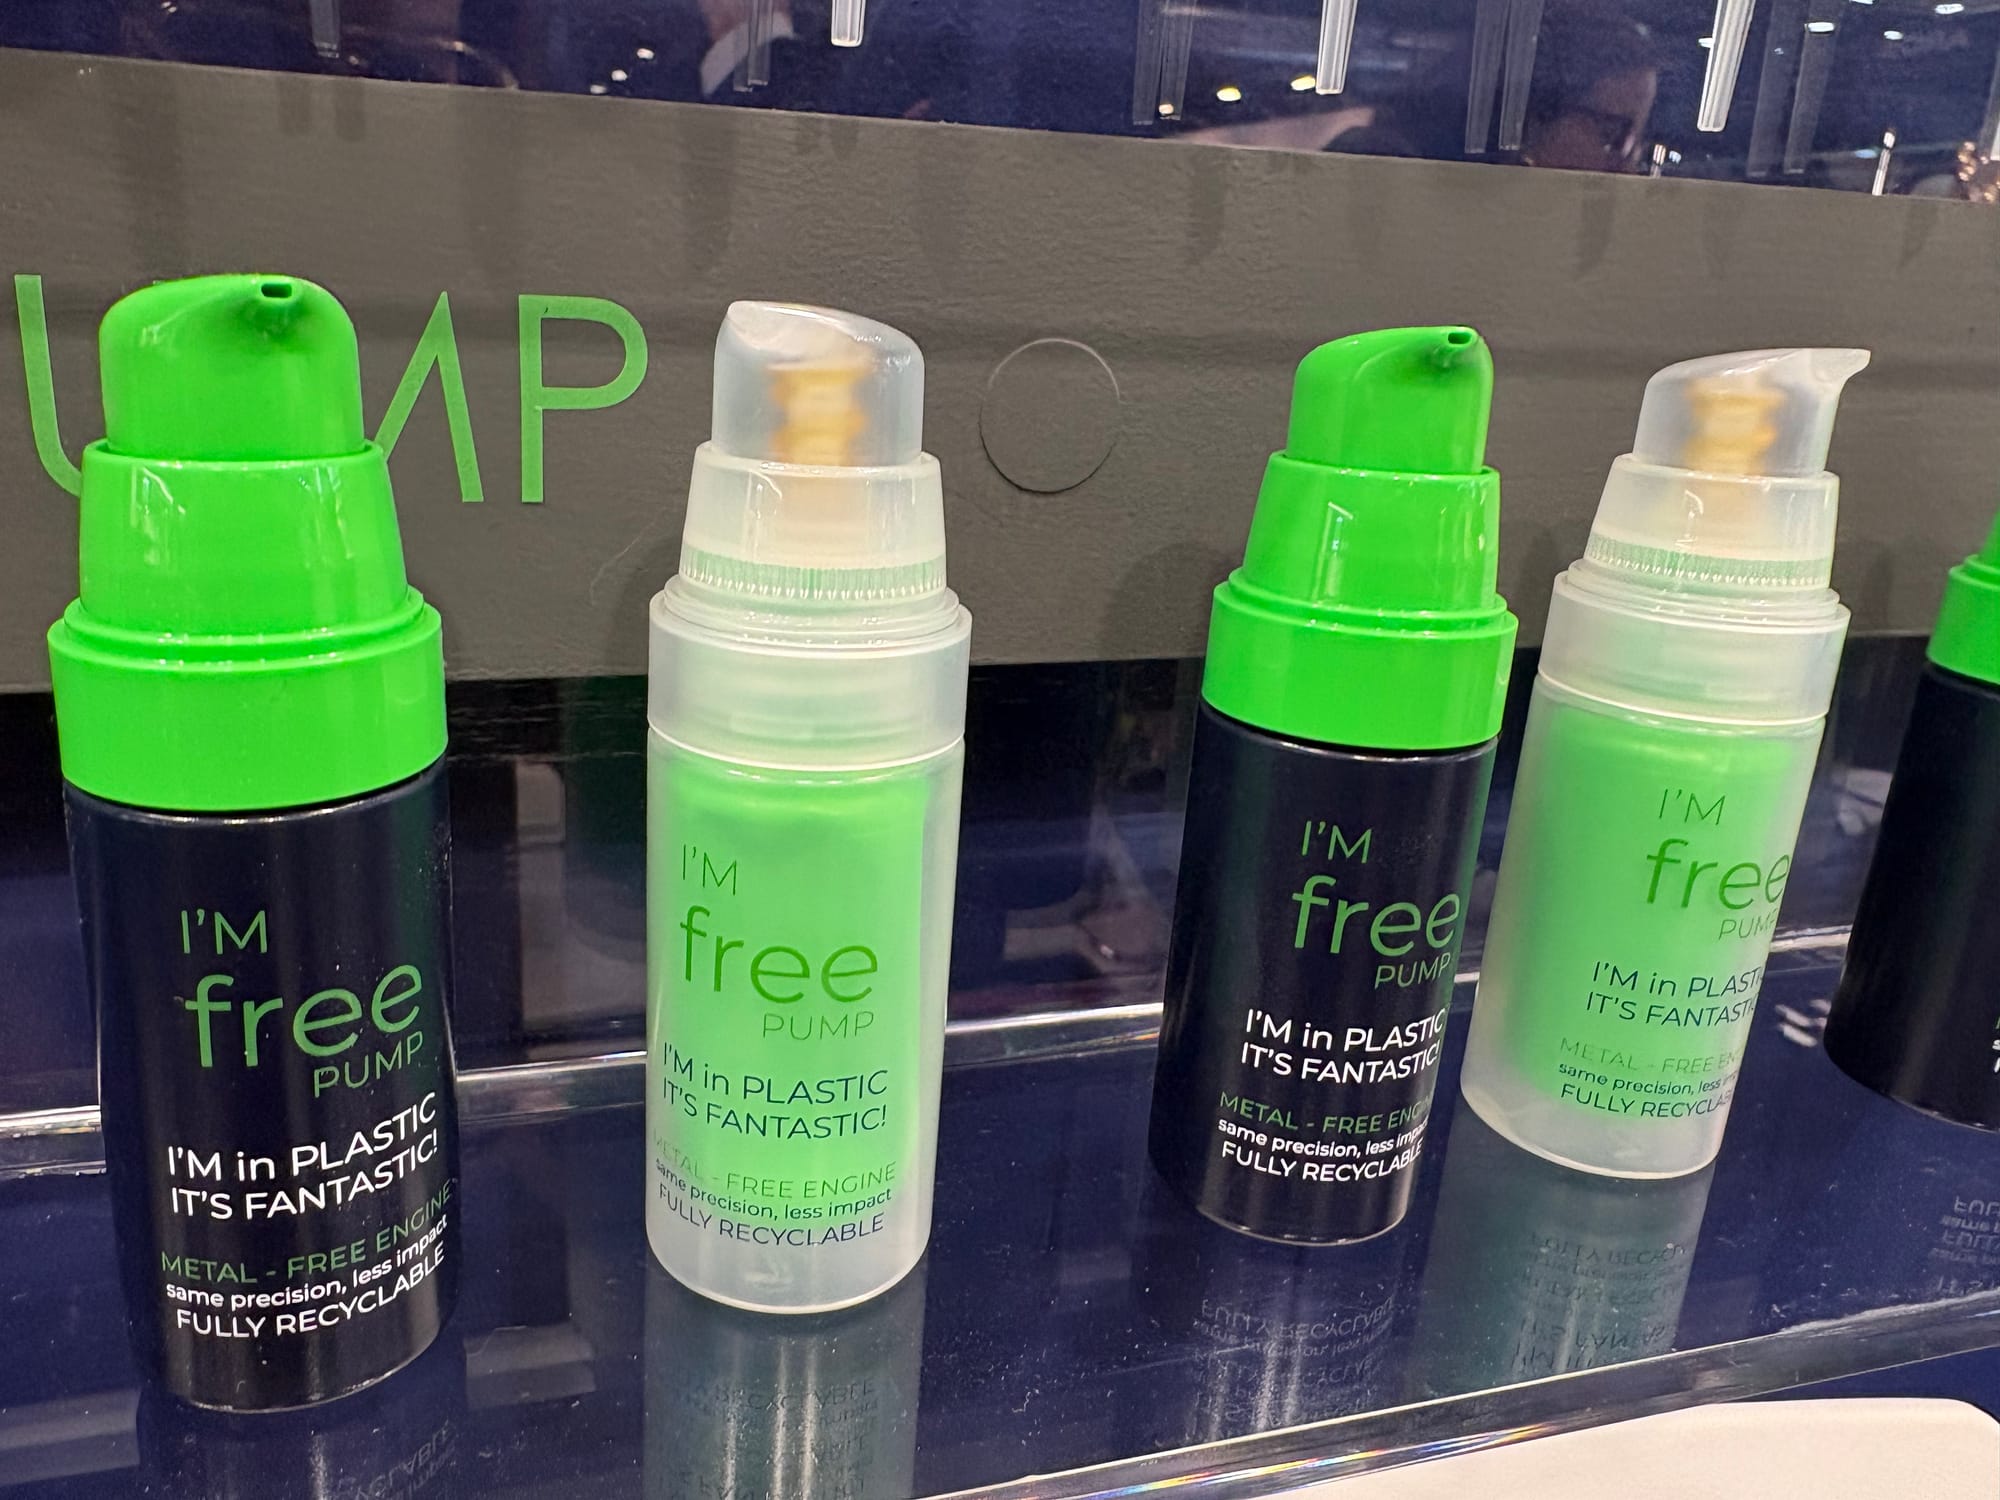 UMP
I'M
free
PUMP
I'M in PLASTIC
IT'S FANTASTIC!
METAL - FREE ENGINE
same precision, less impact
FULLY RECYCLABLE
I'M
free
PUMP
I'M in PLASTIC
IT'S FANTASTIC!
METAL - FREE ENGINE
same precision, less impact
FULLY RECYCLABLE
I'M
free
PUMP
I'M in PLASTIC
IT'S FANTASTIC!
METAL - FREE ENGINE
same precision, less impact
FULLY RECYCLABLE
I'M
free
PUMP
I'M in PLASTIC
IT'S FANTASTIC
METAL - FREE
same precision, less
FULLY RECYCLABLE